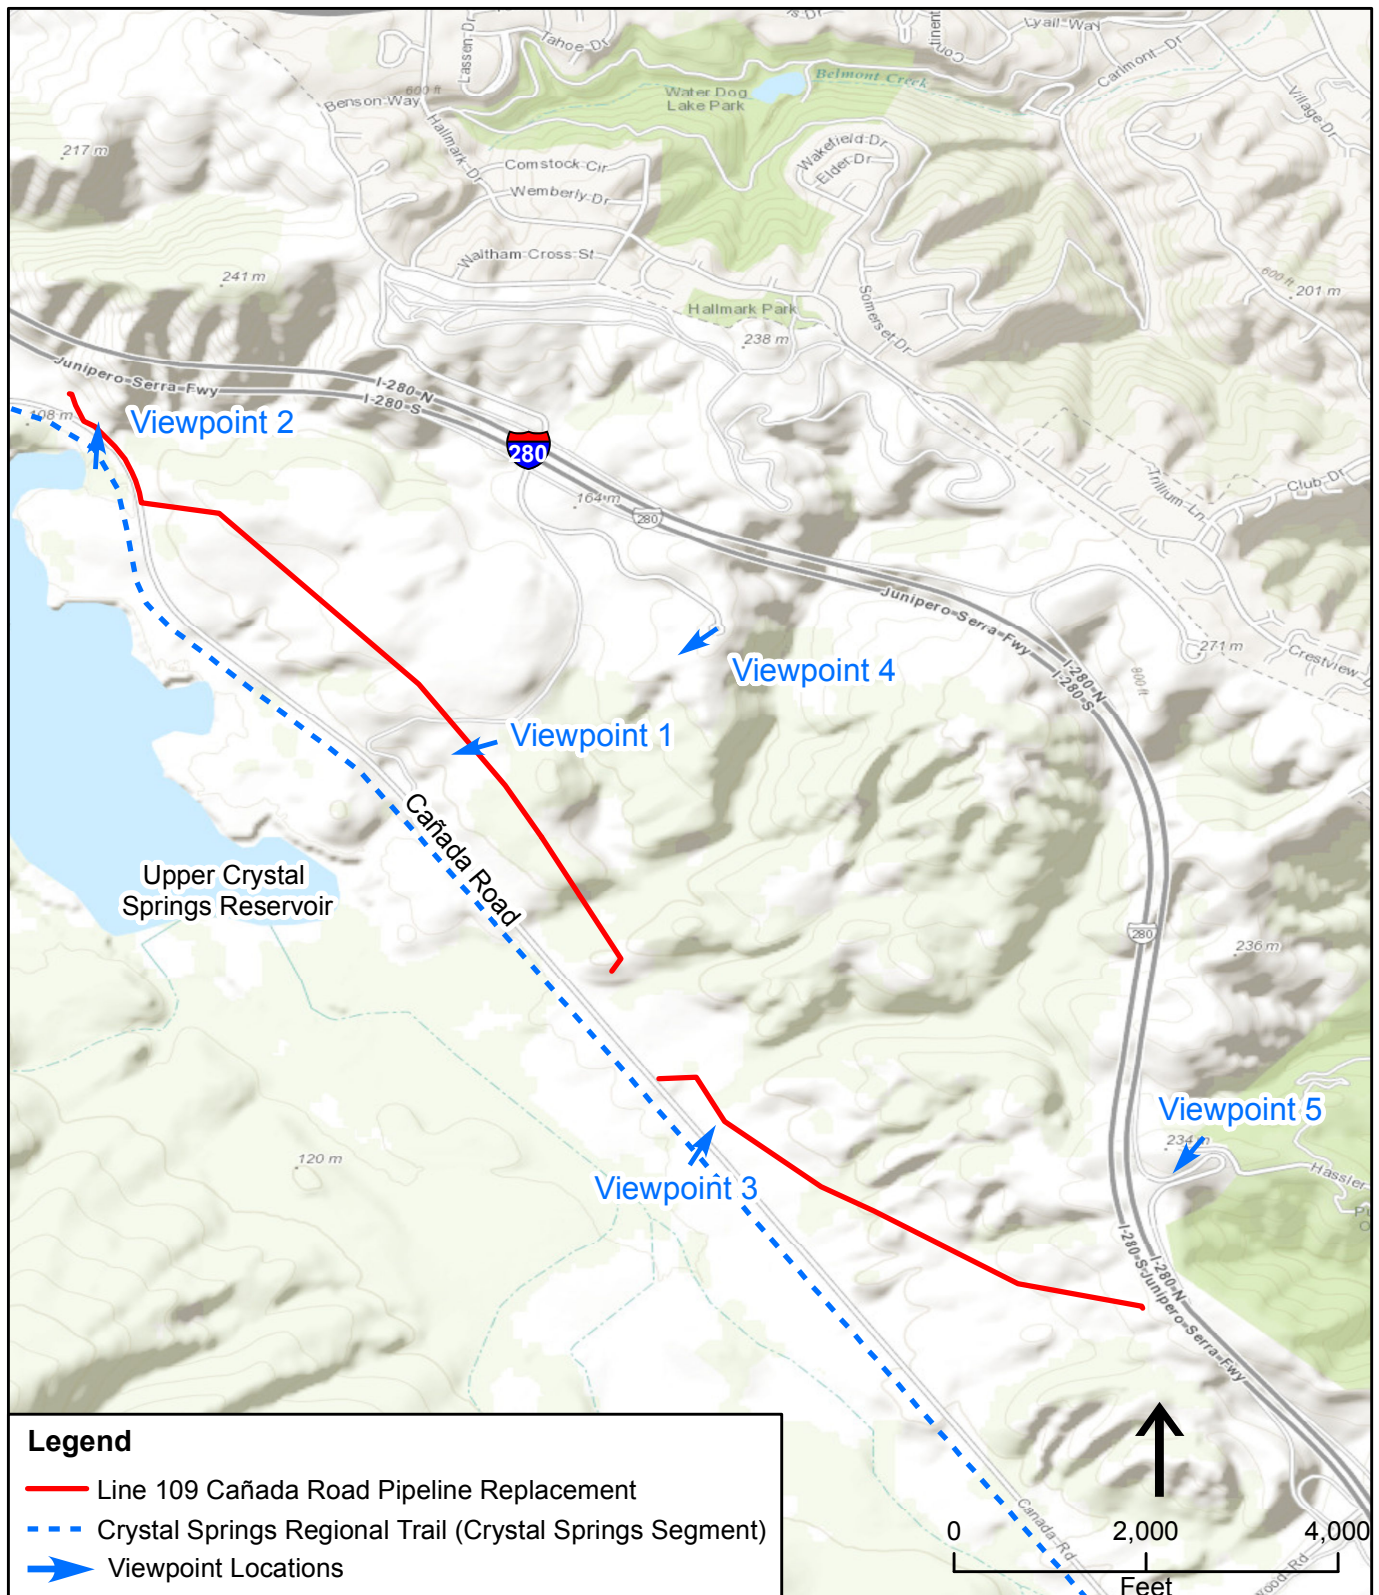 Lassen Dr
Tahoe Dr
Lyall Way
Carlmont Dr
Belmont Creek
Water Dog
Lake Park
600 ft
Benson Way
Hallmark Dr
Village Dr
217 m
Comstock Cir
Wakefield Dr
Elder Dr
Wemberly Dr
Waltham Cross St
241 m
600 ft
201 m
Hallmark Park
Somerset Dr
238 m
Junipero Serra Fwy
I-280 N
I-280 S
108 m
Viewpoint 2
280
Club Dr
Trillium Ln
164 m
280
Junipero Serra Fwy
Viewpoint 4
271 m
Crestview D
I-280 N
I-280 S
800 ft
Viewpoint 1
Cañada Road
Upper Crystal
Springs Reservoir
280
236 m
Viewpoint 5
234 m
120 m
Hassler
Viewpoint 3
I-280 S
I-280 N
Junipero Serra Fwy
Legend
Line 109 Cañada Road Pipeline Replacement
Crystal Springs Regional Trail (Crystal Springs Segment)
Viewpoint Locations
Canada Rd
wood Rd
0 2,000 4,000
Feet